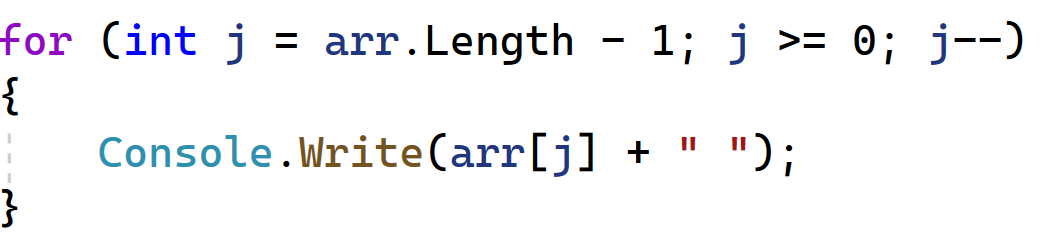 for (int j = arr.Length - 1; j >= 0; j--)
{
    Console.Write(arr[j] + " ");
}